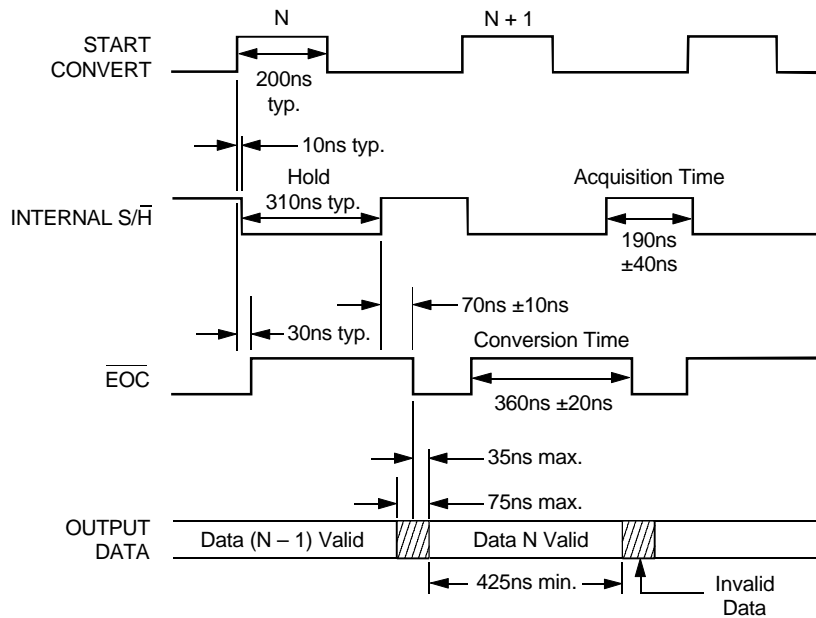 N
N + 1
START
CONVERT
200ns
typ.
10ns typ.
Hold
Acquisition Time
INTERNAL S/H̅
310ns typ.
190ns
±40ns
70ns ±10ns
30ns typ.
Conversion Time
E̅O̅C̅
360ns ±20ns
35ns max.
75ns max.
OUTPUT
DATA
Data (N – 1) Valid
Data N Valid
425ns min.
Invalid
Data